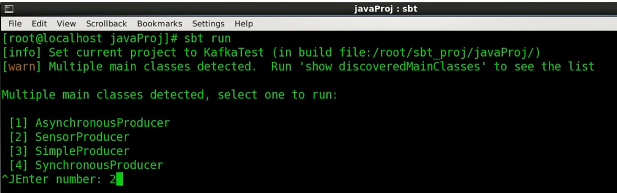 javaProj : sbt
File Edit View Scrollback Bookmarks Settings Help
[root@localhost javaProj]# sbt run
[info] Set current project to KafkaTest (in build file:/root/sbt_proj/javaProj/)
[warn] Multiple main classes detected.  Run 'show discoveredMainClasses' to see the list
Multiple main classes detected, select one to run:
[1] AsynchronousProducer
[2] SensorProducer
[3] SimpleProducer
[4] SynchronousProducer
^JEnter number: 2